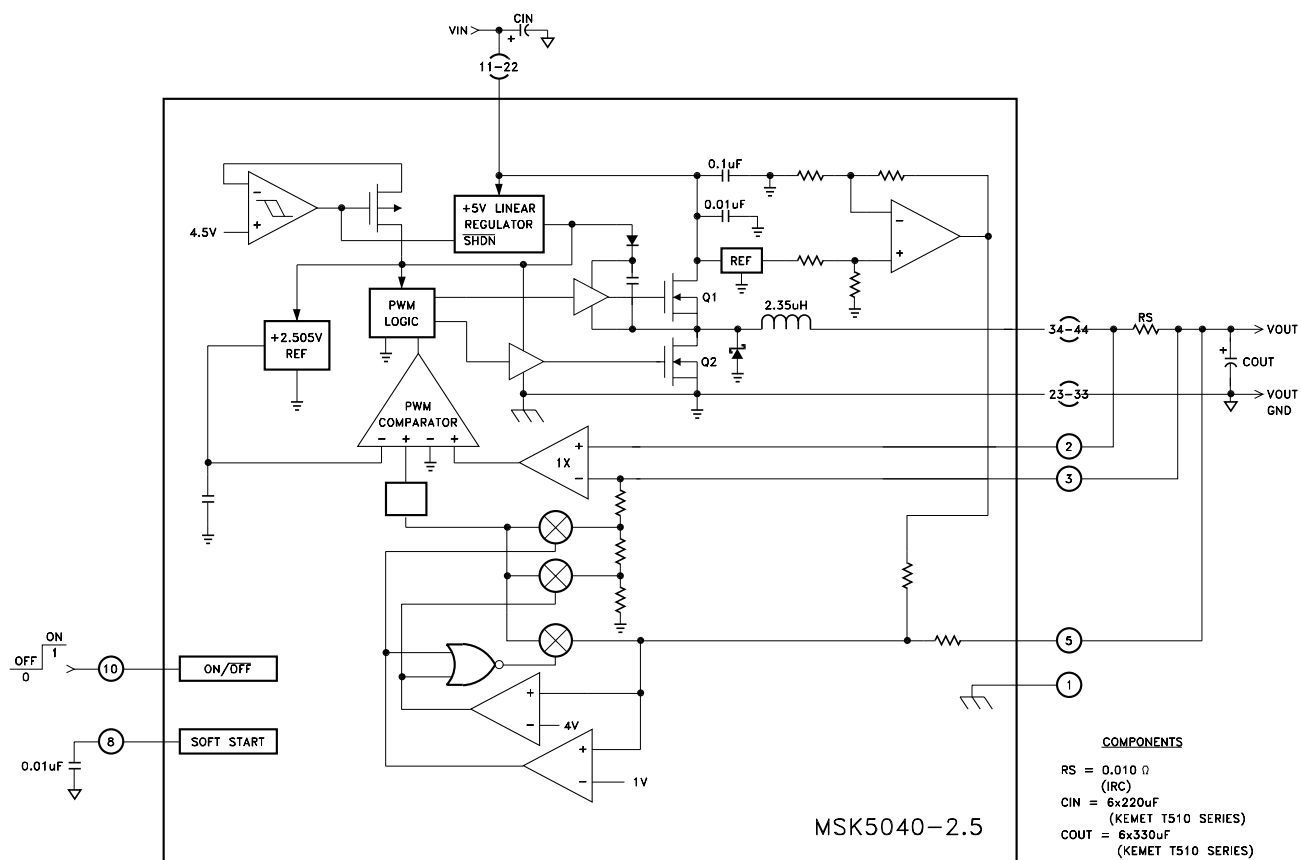 CIN
VIN
+
11-22
0.1uF
+5V LINEAR
REGULATOR
SHDN
0.01uF
-
+
4.5V
-
+
REF
Q1
PWM
LOGIC
2.35uH
RS
34-44
VOUT
+2.505V
REF
Q2
+
COUT
23-33
VOUT
GND
PWM
COMPARATOR
- + - +
+
1X
-
2
3
ON
OFF
1
0
10
ON/OFF
5
1
+
-
4V
8
SOFT START
0.01uF
+
-
1V
COMPONENTS
RS = 0.010 Ω
(IRC)
CIN = 6x220uF
(KEMET T510 SERIES)
COUT = 6x330uF
(KEMET T510 SERIES)
MSK5040-2.5